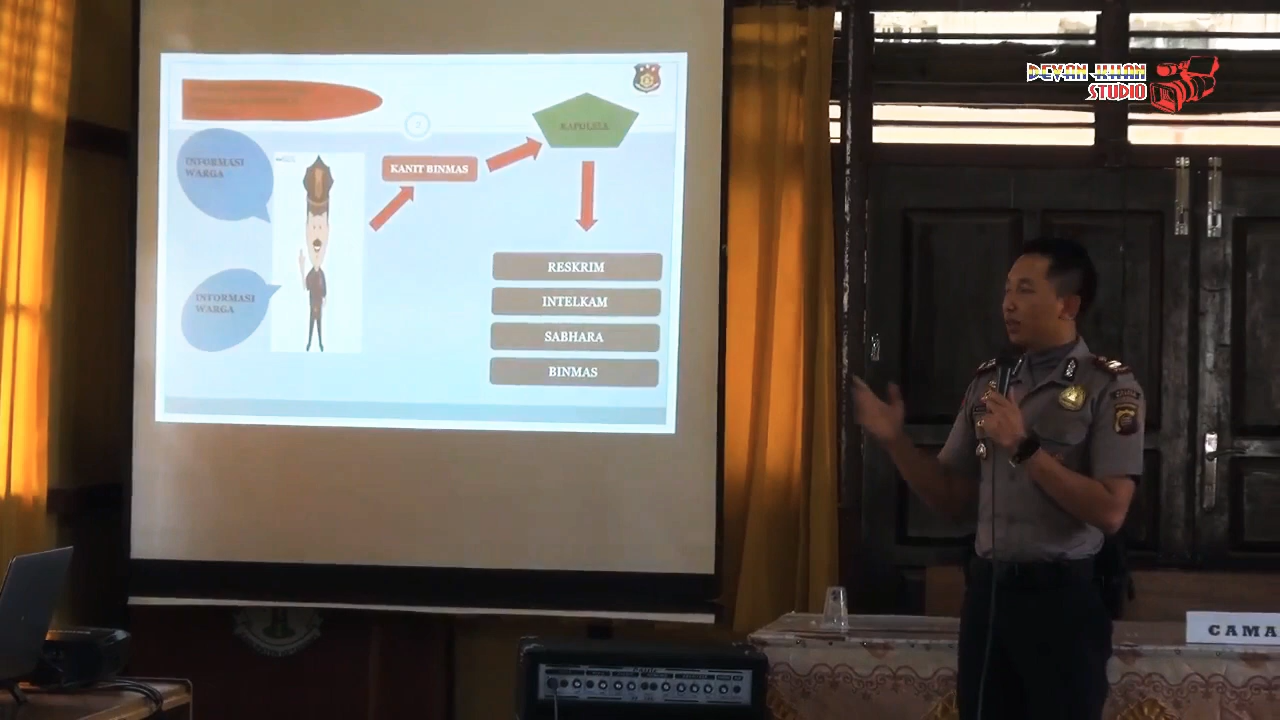 DEVAN KHAN
STUDIO
INFORMASI
WARGA
KANIT BINMAS
KAPOLSEK
INFORMASI
WARGA
RESKRIM
INTELKAM
SABHARA
BINMAS
CAMA